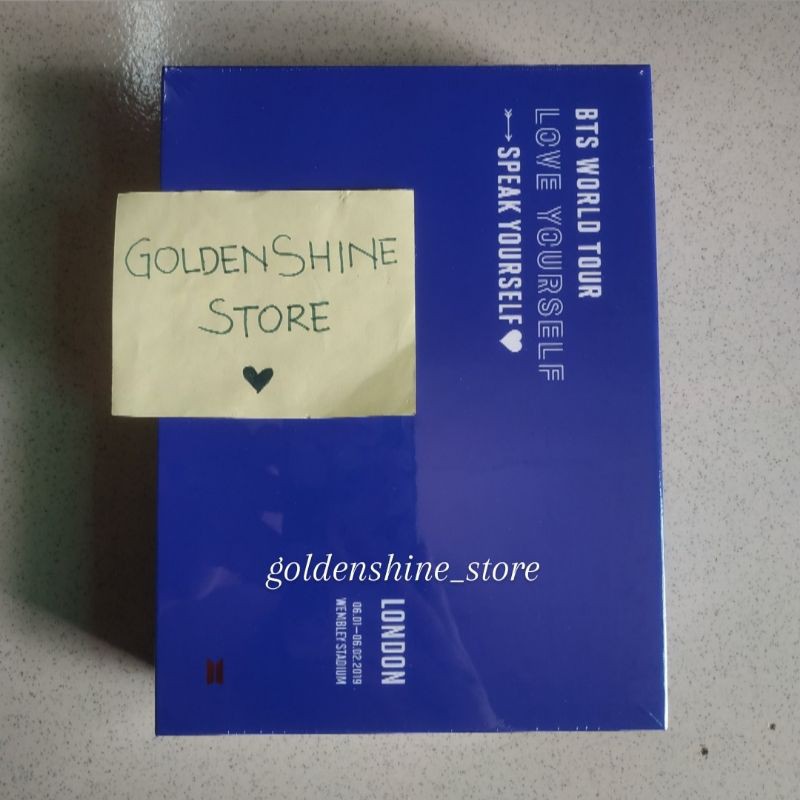 BTS WORLD TOUR
LOVE YOURSELF
SPEAK YOURSELF
GOLDENSHINE
STORE
goldenshine_store
LONDON
06.01–06.02.2019
WEMBLEY STADIUM